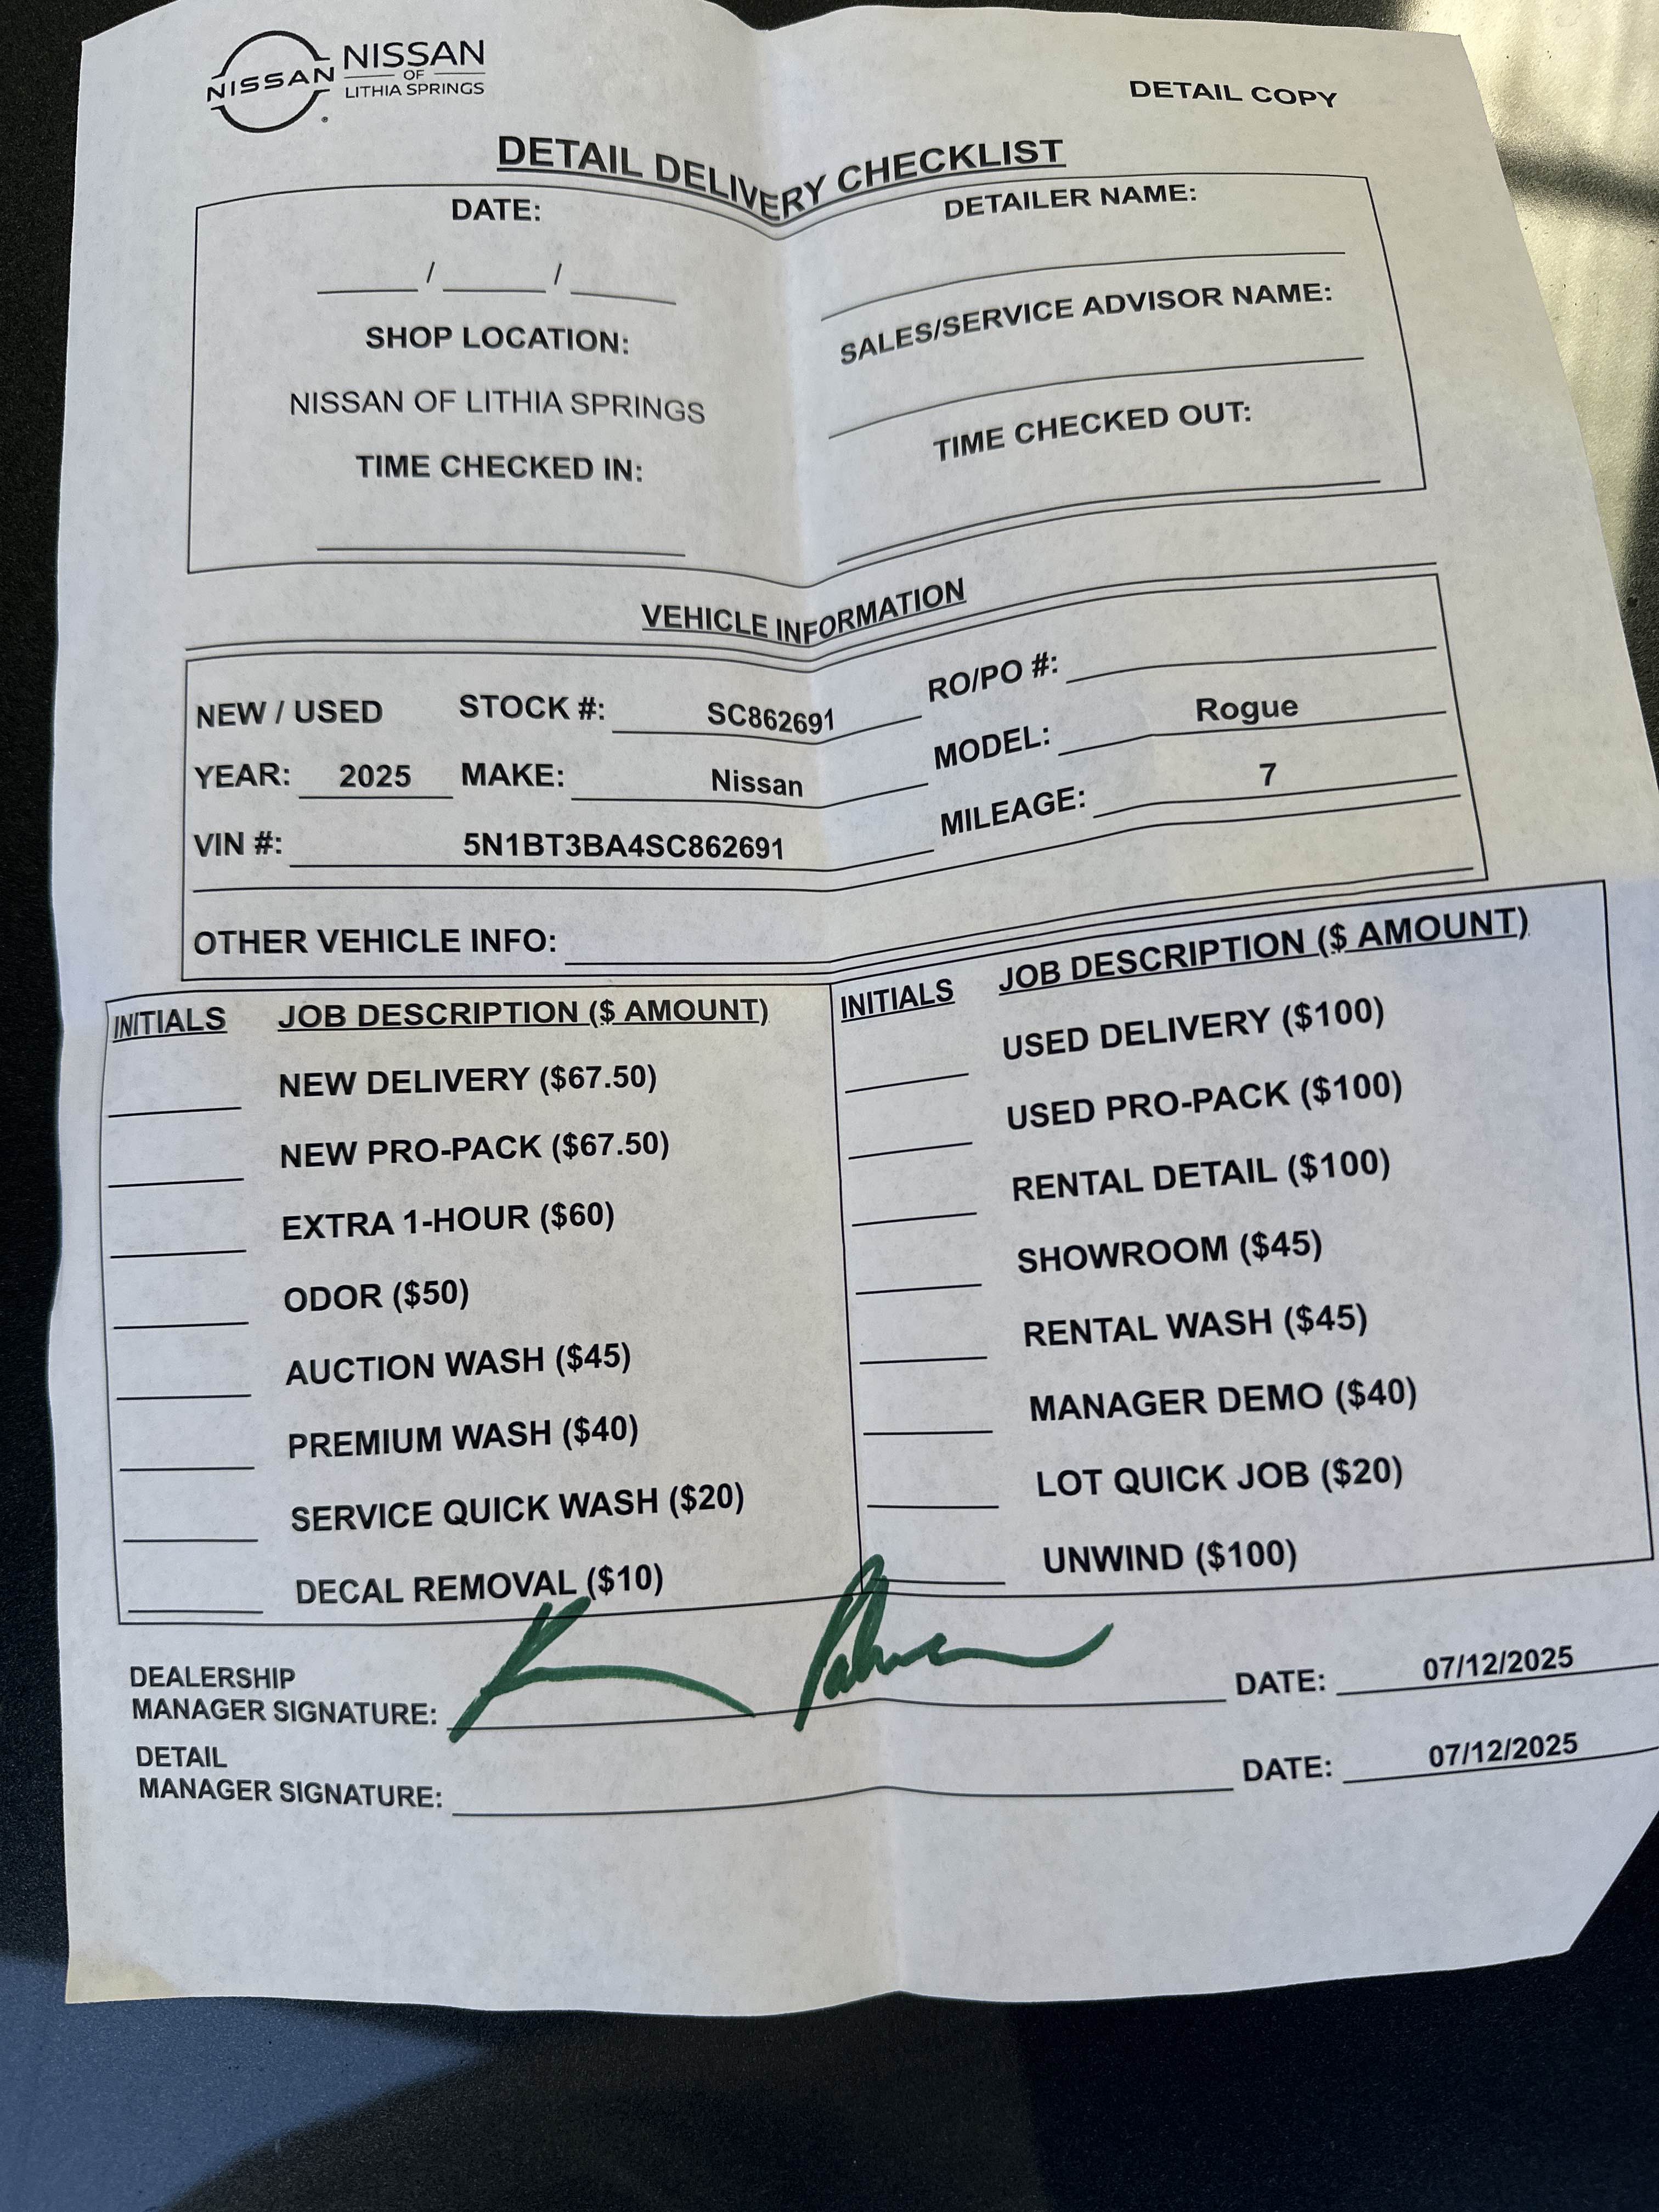 NISSAN
NISSAN
OF
LITHIA SPRINGS
DETAIL COPY
DETAIL DELIVERY CHECKLIST
DATE:
____ / ____ / ____
DETAILER NAME:
SHOP LOCATION:
NISSAN OF LITHIA SPRINGS
SALES/SERVICE ADVISOR NAME:
TIME CHECKED IN:
TIME CHECKED OUT:
VEHICLE INFORMATION
NEW / USED STOCK #: SC862691 RO/PO #:
YEAR: 2025 MAKE: Nissan MODEL: Rogue
VIN #: 5N1BT3BA4SC862691 MILEAGE: 7
OTHER VEHICLE INFO:
INITIALS JOB DESCRIPTION ($ AMOUNT)
NEW DELIVERY ($67.50)
NEW PRO-PACK ($67.50)
EXTRA 1-HOUR ($60)
ODOR ($50)
AUCTION WASH ($45)
PREMIUM WASH ($40)
SERVICE QUICK WASH ($20)
DECAL REMOVAL ($10)
INITIALS JOB DESCRIPTION ($ AMOUNT)
USED DELIVERY ($100)
USED PRO-PACK ($100)
RENTAL DETAIL ($100)
SHOWROOM ($45)
RENTAL WASH ($45)
MANAGER DEMO ($40)
LOT QUICK JOB ($20)
UNWIND ($100)
DEALERSHIP
MANAGER SIGNATURE: DATE: 07/12/2025
DETAIL
MANAGER SIGNATURE: DATE: 07/12/2025